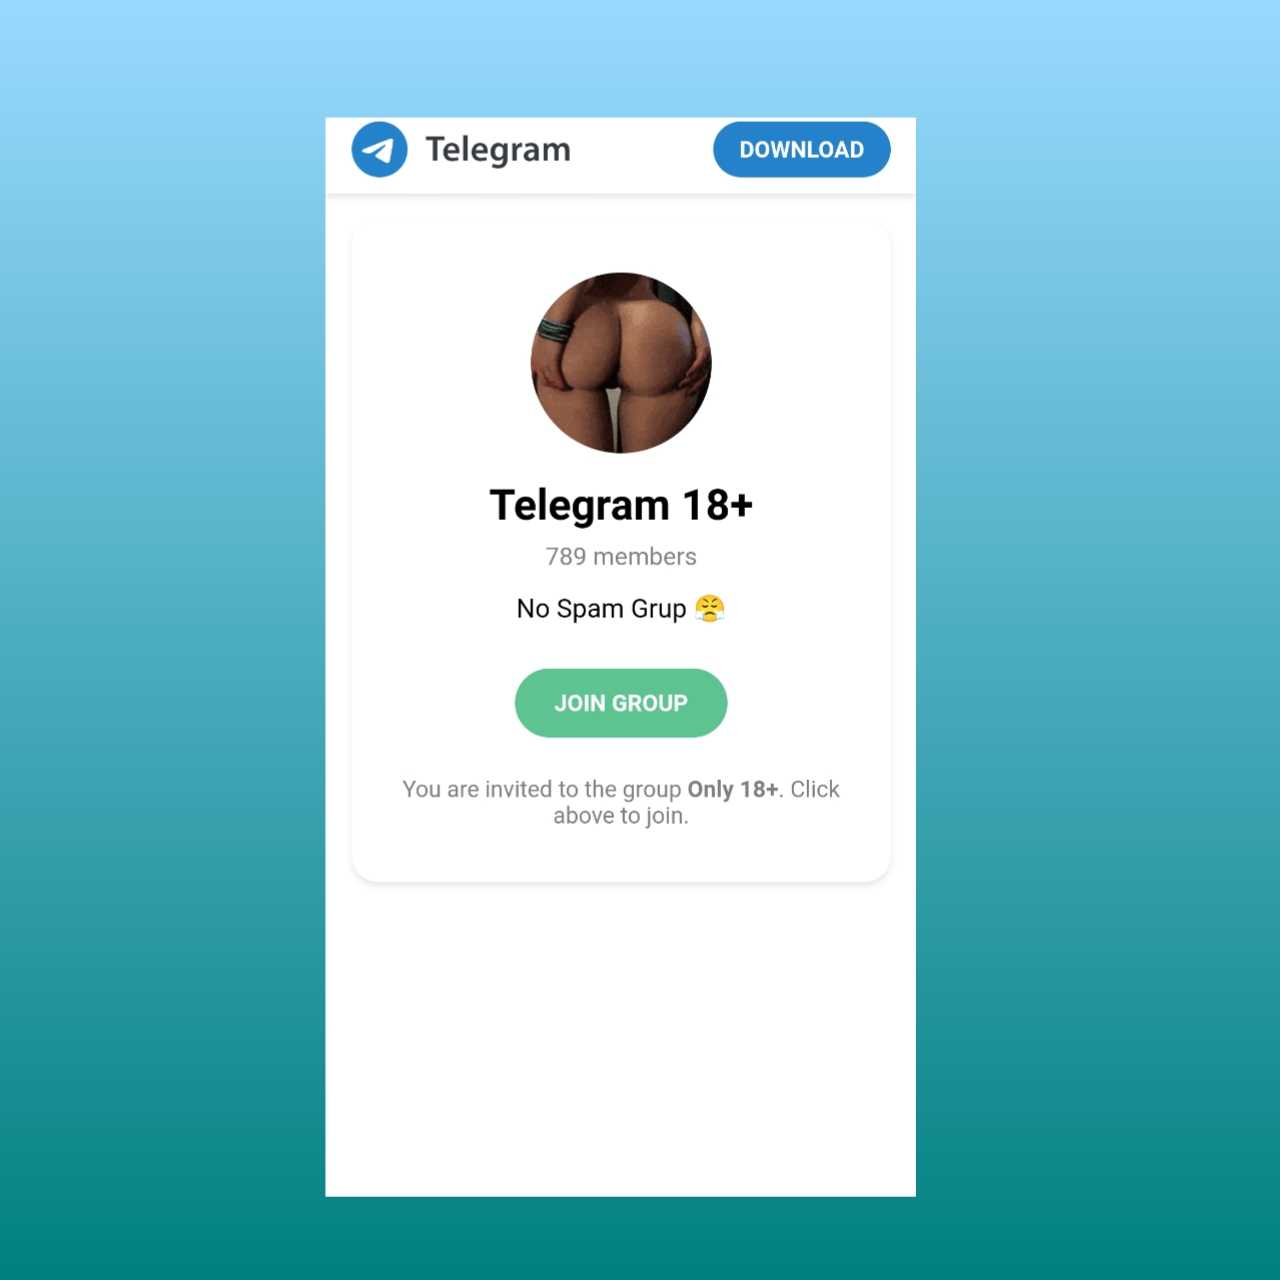 Telegram
DOWNLOAD
Telegram 18+
789 members
No Spam Grup 😤
JOIN GROUP
You are invited to the group Only 18+. Click
above to join.